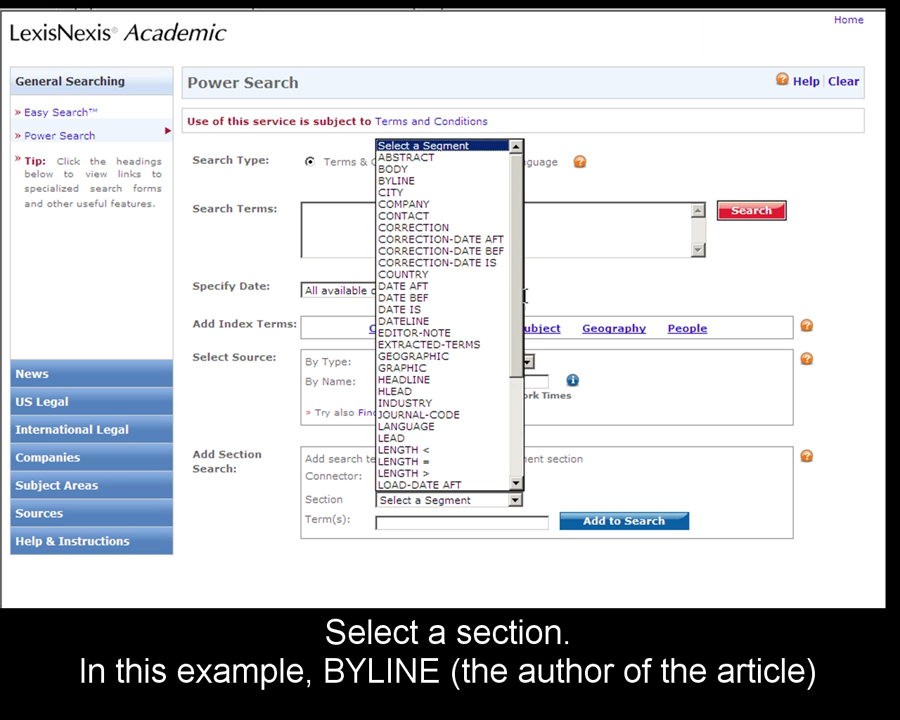 LexisNexis® Academic
Home
General Searching
» Easy Search™
» Power Search
» Tip: Click the headings
below to view links to
specialized search forms
and other useful features.
News
US Legal
International Legal
Companies
Subject Areas
Sources
Help & Instructions
Power Search
Help | Clear
Use of this service is subject to Terms and Conditions
Search Type:
Terms &
Search Terms:
Search
Specify Date:
All available
Add Index Terms:
Geography
People
Select Source:
By Type:
By Name:
ork Times
» Try also
Add Section
Search:
Add search
ment section
Connector:
Section
Select a Segment
Term(s):
Add to Search
Select a Segment
ABSTRACT
BODY
BYLINE
CITY
COMPANY
CONTACT
CORRECTION
CORRECTION-DATE AFT
CORRECTION-DATE BEF
CORRECTION-DATE IS
COUNTRY
DATE AFT
DATE BEF
DATE IS
DATELINE
EDITOR-NOTE
EXTRACTED-TERMS
GEOGRAPHIC
GRAPHIC
HEADLINE
HLEAD
INDUSTRY
JOURNAL-CODE
LANGUAGE
LEAD
LENGTH <
LENGTH =
LENGTH >
LOAD-DATE AFT
Select a section.
In this example, BYLINE (the author of the article)